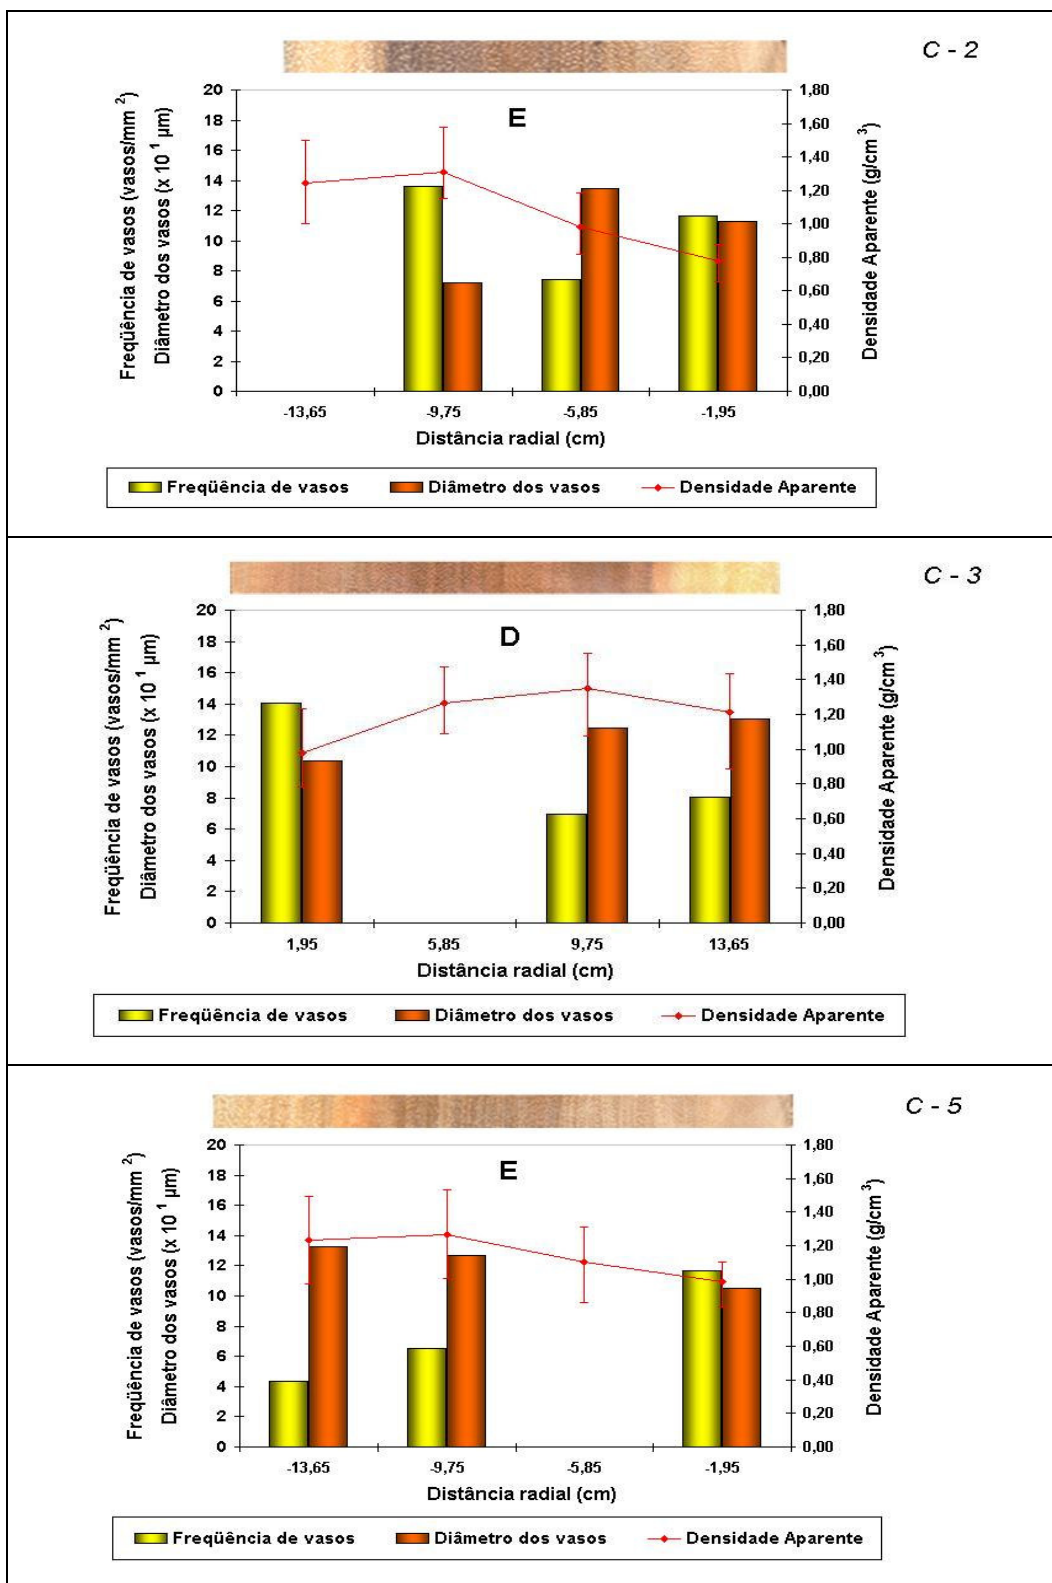 C - 2
E
Freqüência de vasos (vasos/mm 2)
Diâmetro dos vasos (x 10 1 µm)
20
18
16
14
12
10
8
6
4
2
0
1,80
1,60
1,40
1,20
1,00
0,80
0,60
0,40
0,20
0,00
Densidade Aparente (g/cm 3)
-13,65 -9,75 -5,85 -1,95
Distância radial (cm)
Freqüência de vasos Diâmetro dos vasos Densidade Aparente
C - 3
D
Freqüência de vasos (vasos/mm 2)
Diâmetro dos vasos (x 10 1 µm)
20
18
16
14
12
10
8
6
4
2
0
1,80
1,60
1,40
1,20
1,00
0,80
0,60
0,40
0,20
0,00
Densidade Aparente (g/cm 3)
1,95 5,85 9,75 13,65
Distância radial (cm)
Freqüência de vasos Diâmetro dos vasos Densidade Aparente
C - 5
E
Freqüência de vasos (vasos/mm 2)
Diâmetro dos vasos (x 10 1 µm)
20
18
16
14
12
10
8
6
4
2
0
1,80
1,60
1,40
1,20
1,00
0,80
0,60
0,40
0,20
0,00
Densidade Aparente (g/cm 3)
-13,65 -9,75 -5,85 -1,95
Distância radial (cm)
Freqüência de vasos Diâmetro dos vasos Densidade Aparente